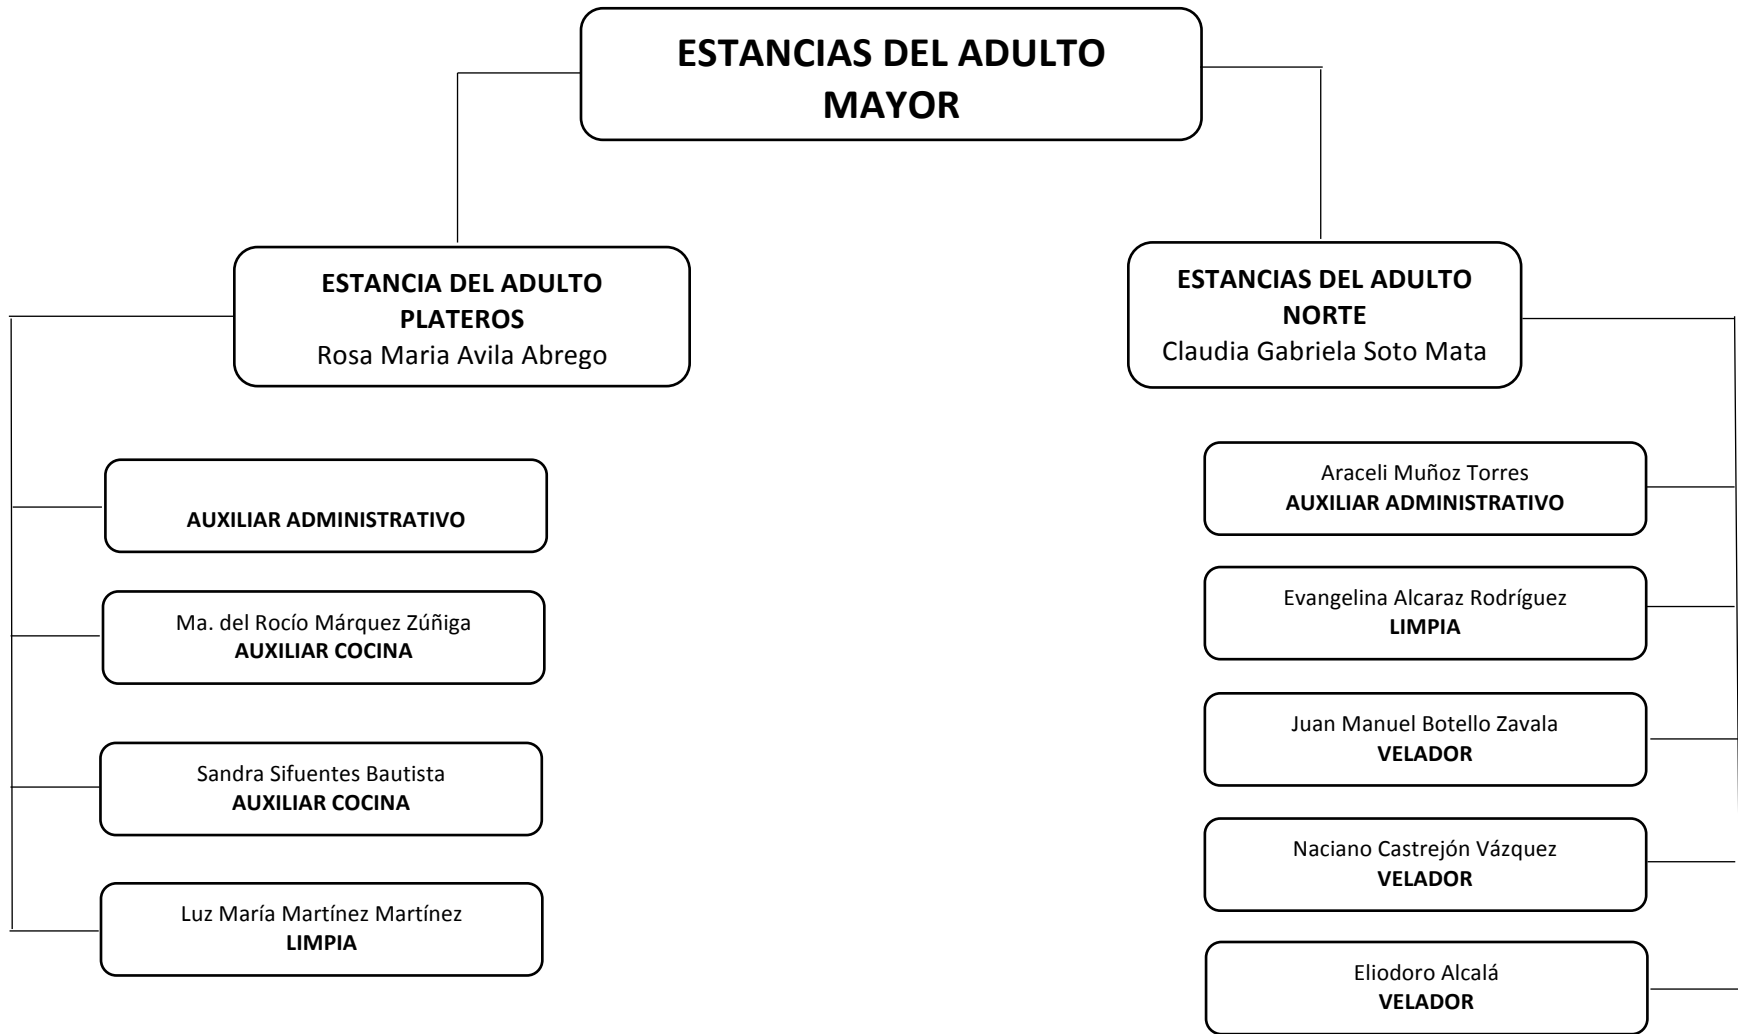 ESTANCIAS DEL ADULTO
MAYOR
ESTANCIA DEL ADULTO
PLATEROS
Rosa Maria Avila Abrego
AUXILIAR ADMINISTRATIVO
Ma. del Rocío Márquez Zúñiga
AUXILIAR COCINA
Sandra Sifuentes Bautista
AUXILIAR COCINA
Luz María Martínez Martínez
LIMPIA
ESTANCIAS DEL ADULTO
NORTE
Claudia Gabriela Soto Mata
Araceli Muñoz Torres
AUXILIAR ADMINISTRATIVO
Evangelina Alcaraz Rodríguez
LIMPIA
Juan Manuel Botello Zavala
VELADOR
Naciano Castrejón Vázquez
VELADOR
Eliodoro Alcalá
VELADOR